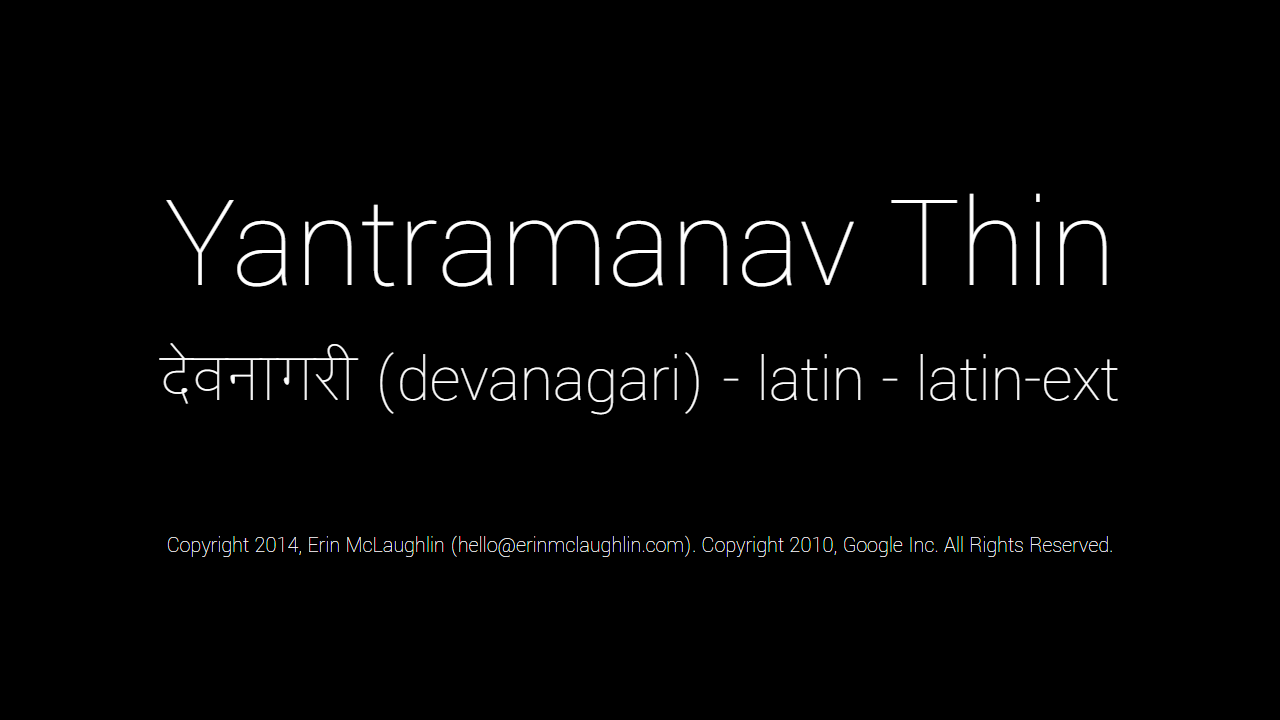 Yantramanav Thin
देवनागरी (devanagari) - latin - latin-ext
Copyright 2014, Erin McLaughlin (hello@erinmclaughlin.com). Copyright 2010, Google Inc. All Rights Reserved.